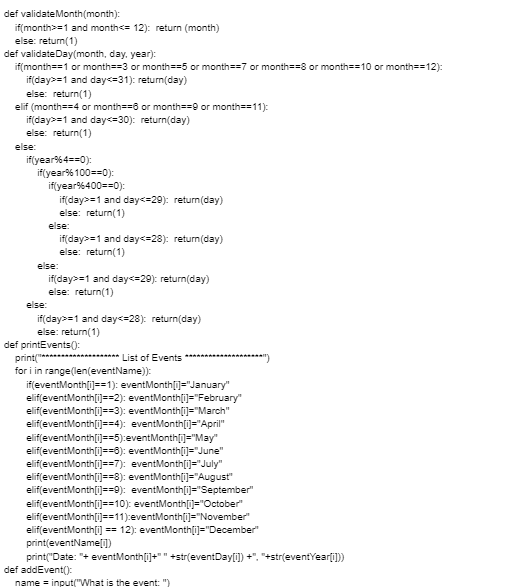 def validateMonth(month):
if(month>=1 and month<= 12): return (month)
else: return(1)
def validateDay(month, day, year):
if(month==1 or month==3 or month==5 or month==7 or month==8 or month==10 or month==12):
if(day>=1 and day<=31): return(day)
else: return(1)
elif (month==4 or month==6 or month==9 or month==11):
if(day>=1 and day<=30): return(day)
else: return(1)
else:
if(year%4==0):
if(year%100==0):
if(year%400==0):
if(day>=1 and day<=29): return(day)
else: return(1)
else:
if(day>=1 and day<=28): return(day)
else: return(1)
else:
if(day>=1 and day<=29): return(day)
else: return(1)
else:
if(day>=1 and day<=28): return(day)
else: return(1)
def printEvents():
print("******************** List of Events ********************")
for i in range(len(eventName)):
if(eventMonth[i]==1): eventMonth[i]="January"
elif(eventMonth[i]==2): eventMonth[i]="February"
elif(eventMonth[i]==3): eventMonth[i]="March"
elif(eventMonth[i]==4): eventMonth[i]="April"
elif(eventMonth[i]==5):eventMonth[i]="May"
elif(eventMonth[i]==6): eventMonth[i]="June"
elif(eventMonth[i]==7): eventMonth[i]="July"
elif(eventMonth[i]==8): eventMonth[i]="August"
elif(eventMonth[i]==9): eventMonth[i]="September"
elif(eventMonth[i]==10): eventMonth[i]="October"
elif(eventMonth[i]==11):eventMonth[i]="November"
elif(eventMonth[i] == 12): eventMonth[i]="December"
print(eventName[i])
print("Date: "+ eventMonth[i]+" " +str(eventDay[i]) +", "+str(eventYear[i]))
def addEvent():
name = input("What is the event: ")